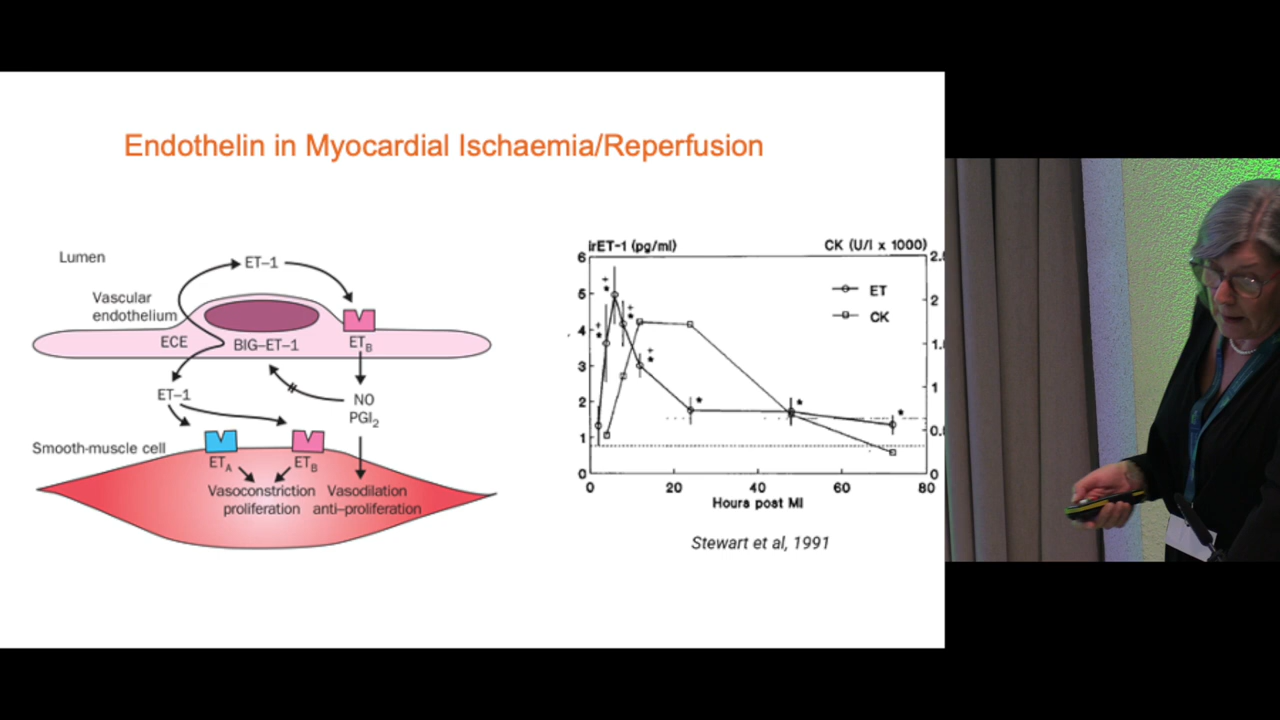 Endothelin in Myocardial Ischaemia/Reperfusion
Lumen
ET–1
Vascular
endothelium
ECE
BIG–ET–1
ETB
ET–1
NO
PGI2
Smooth-muscle cell
ETA
ETB
Vasoconstriction
proliferation
Vasodilation
anti–proliferation
irET-1 (pg/ml)
CK (U/l x 1000)
6
5
4
3
2
1
0
2
1
0
ET
CK
0
20
40
60
80
Hours post MI
Stewart et al, 1991